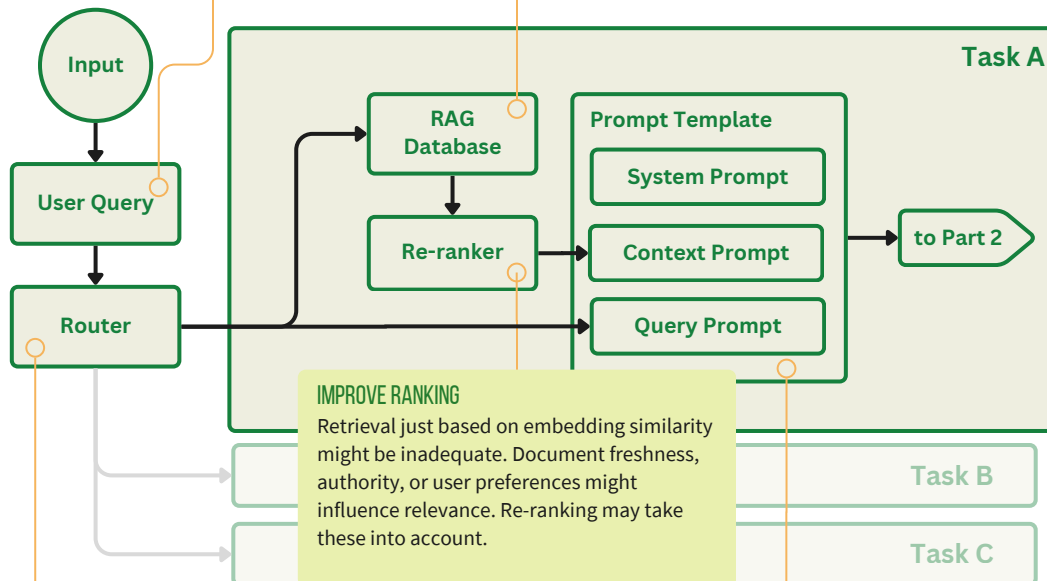 Input
Task A
RAG
Database
Prompt Template
System Prompt
User Query
Re-ranker
Context Prompt
to Part 2
Router
Query Prompt
IMPROVE RANKING
Retrieval just based on embedding similarity
might be inadequate. Document freshness,
authority, or user preferences might
influence relevance. Re-ranking may take
these into account.
Task B
Task C